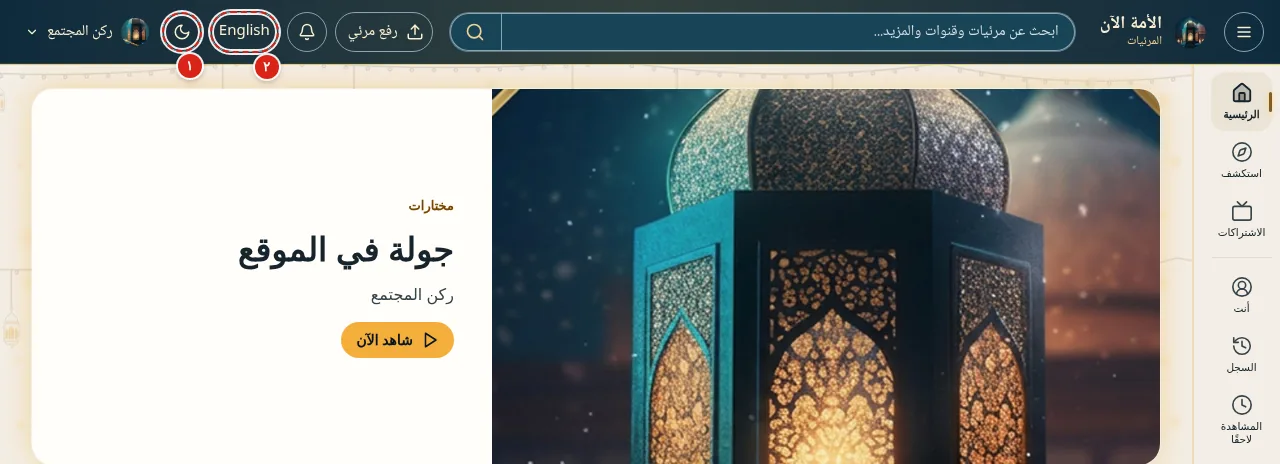 الأمة الآن
المرئيات
ابحث عن مرئيات وقنوات والمزيد...
رفع مرئي
English
ركن المجتمع
٢
١
الرئيسية
استكشف
الاشتراكات
أنت
السجل
المشاهدة
لاحقًا
مختارات
جولة في الموقع
ركن المجتمع
شاهد الآن